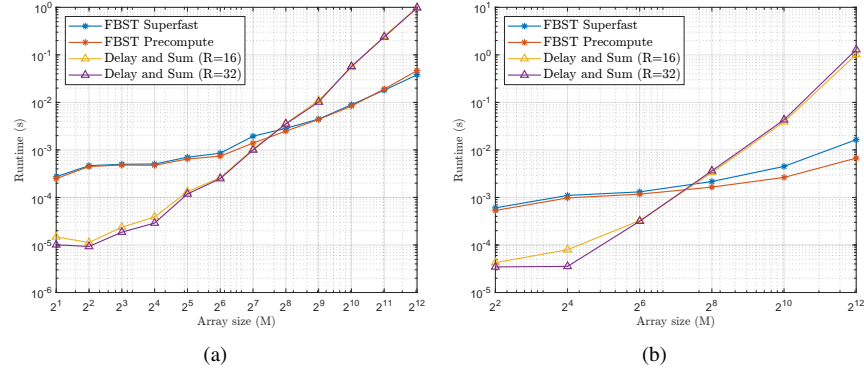 10^0
10^-1
10^-2
10^-3
10^-4
10^-5
10^-6
Runtime (s)
FBST Superfast
FBST Precompute
Delay and Sum (R=16)
Delay and Sum (R=32)
2^1 2^2 2^3 2^4 2^5 2^6 2^7 2^8 2^9 2^10 2^11 2^12
Array size (M)
(a)
10^1
10^0
10^-1
10^-2
10^-3
10^-4
10^-5
Runtime (s)
FBST Superfast
FBST Precompute
Delay and Sum (R=16)
Delay and Sum (R=32)
2^2 2^4 2^6 2^8 2^10 2^12
Array size (M)
(b)